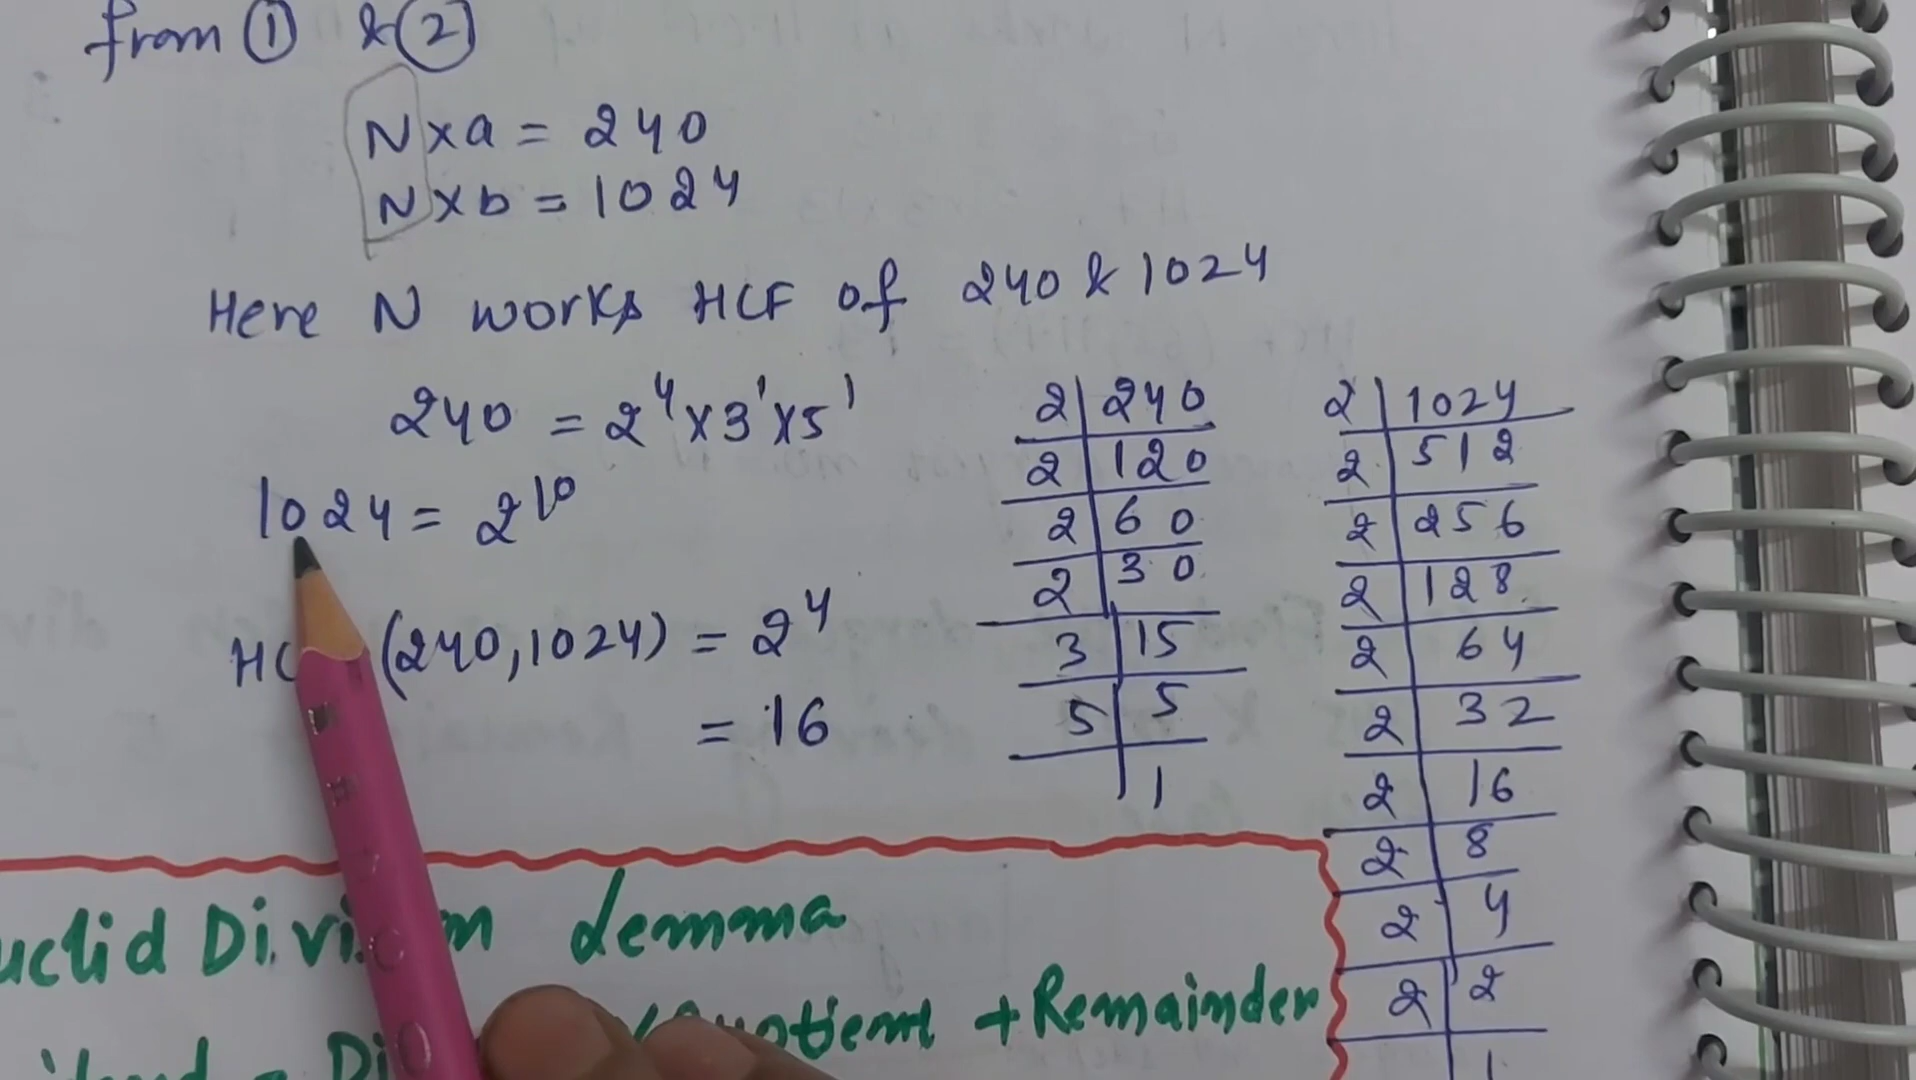 from ① & ②
N×a = 240
N×b = 1024
Here N works HCF of 240 & 1024
240 = 2⁴×3¹×5¹
1024 = 2¹⁰
(240,1024) = 2⁴
= 16
2 | 240
2 | 120
2 | 60
2 | 30
3 | 15
5 | 5
1
2 | 1024
2 | 512
2 | 256
2 | 128
2 | 64
2 | 32
2 | 16
2 | 8
2 | 4
2 | 2
1
Lemma
+ Remainder